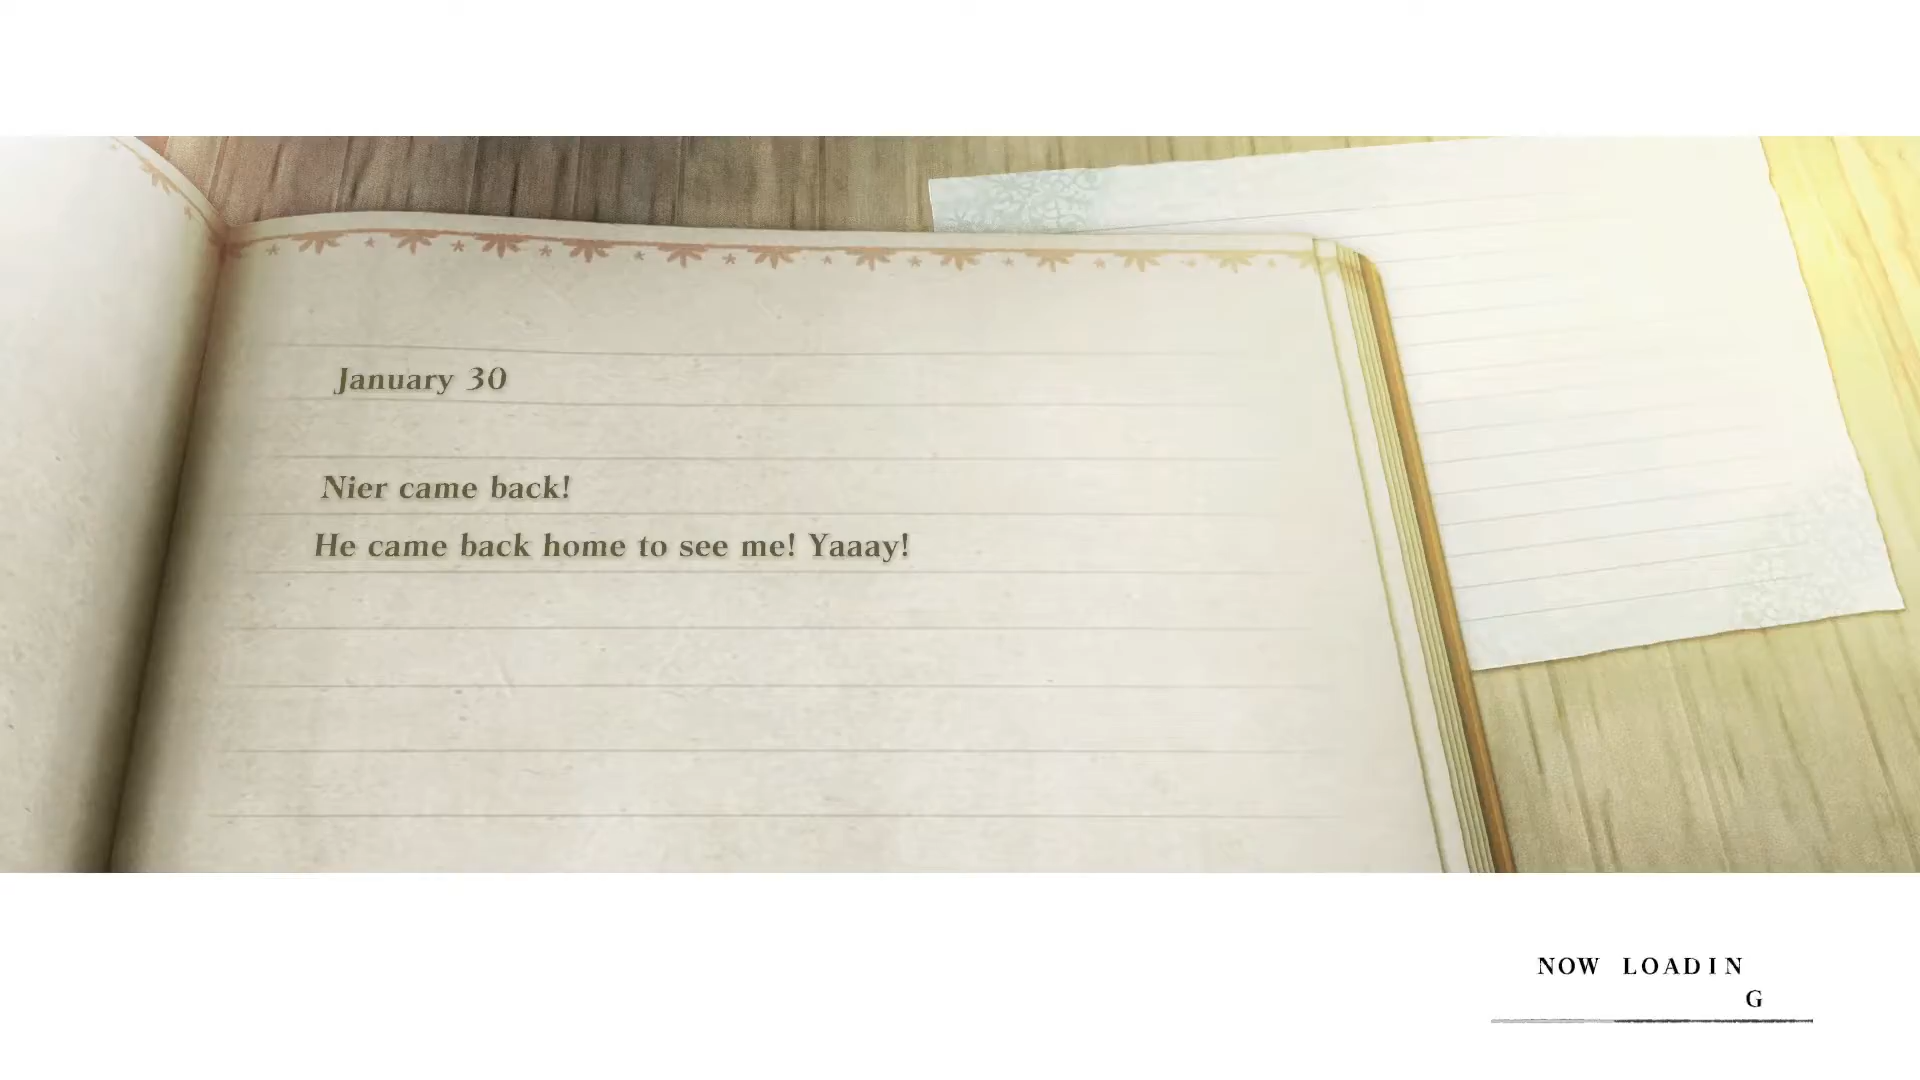 January 30
Nier came back!
He came back home to see me! Yaaay!
NOW LOADIN
G